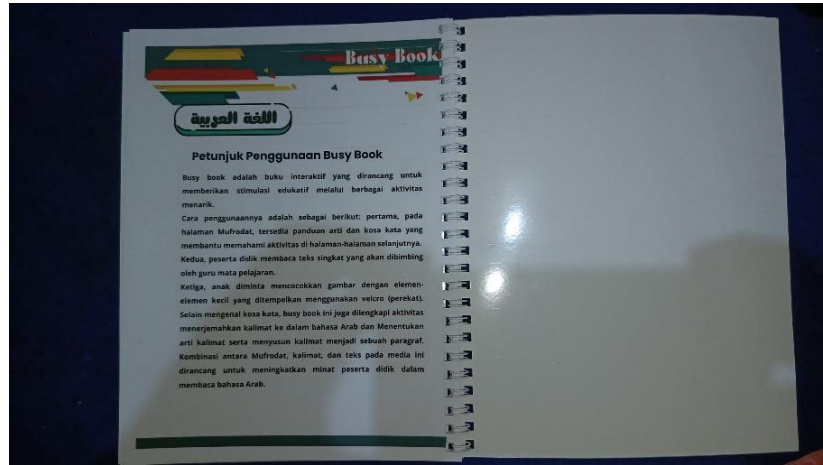 Busy Book
اللغة العربية
Petunjuk Penggunaan Busy Book
Busy book adalah buku interaktif yang dirancang untuk
memberikan stimulasi edukatif melalui berbagai aktivitas
menarik.
Cara penggunaannya adalah sebagai berikut: pertama, pada
halaman Mufrodat, tersedia panduan arti dan kosa kata yang
membantu memahami aktivitas di halaman-halaman selanjutnya.
Kedua, peserta didik membaca teks singkat yang akan dibimbing
oleh guru mata pelajaran.
Ketiga, anak diminta mencocokkan gambar dengan elemen-
elemen kecil yang ditempelkan menggunakan velcro (perekat).
Selain mengenal kosa kata, busy book ini juga dilengkapi aktivitas
menerjemahkan kalimat ke dalam bahasa Arab dan Menentukan
arti kalimat serta menyusun kalimat menjadi sebuah paragraf.
Kombinasi antara Mufrodat, kalimat, dan teks pada media ini
dirancang untuk meningkatkan minat peserta didik dalam
membaca bahasa Arab.